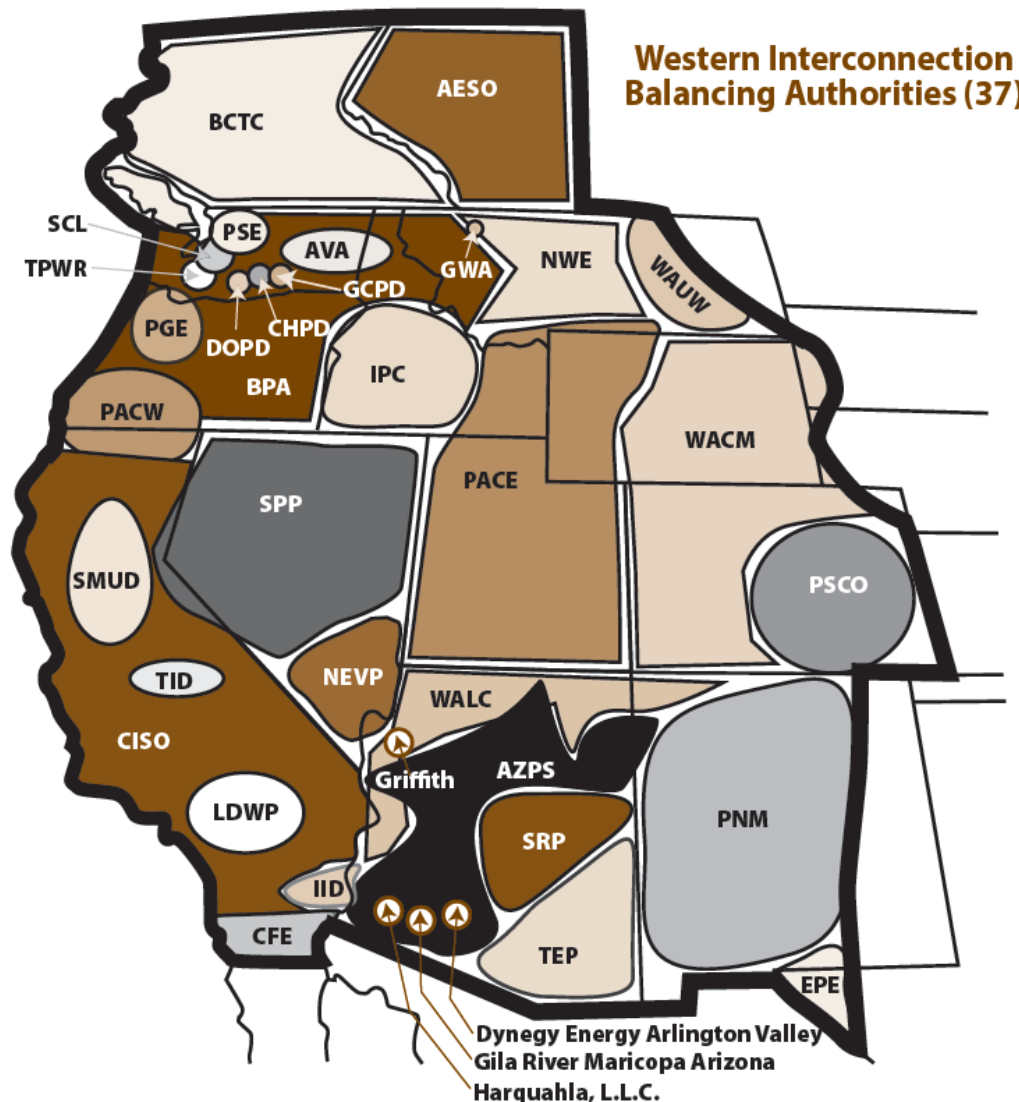 Western Interconnection
Balancing Authorities (37)
AESO
BCTC
SCL
PSE
TPWR
AVA
GWA
NWE
WAUW
GCPD
CHPD
DOPD
PGE
BPA
IPC
PACW
WACM
PACE
SPP
SMUD
PSCO
NEVP
TID
WALC
CISO
Griffith
AZPS
LDWP
SRP
PNM
IID
CFE
TEP
EPE
Dynegy Energy Arlington Valley
Gila River Maricopa Arizona
Harquahla, L.L.C.